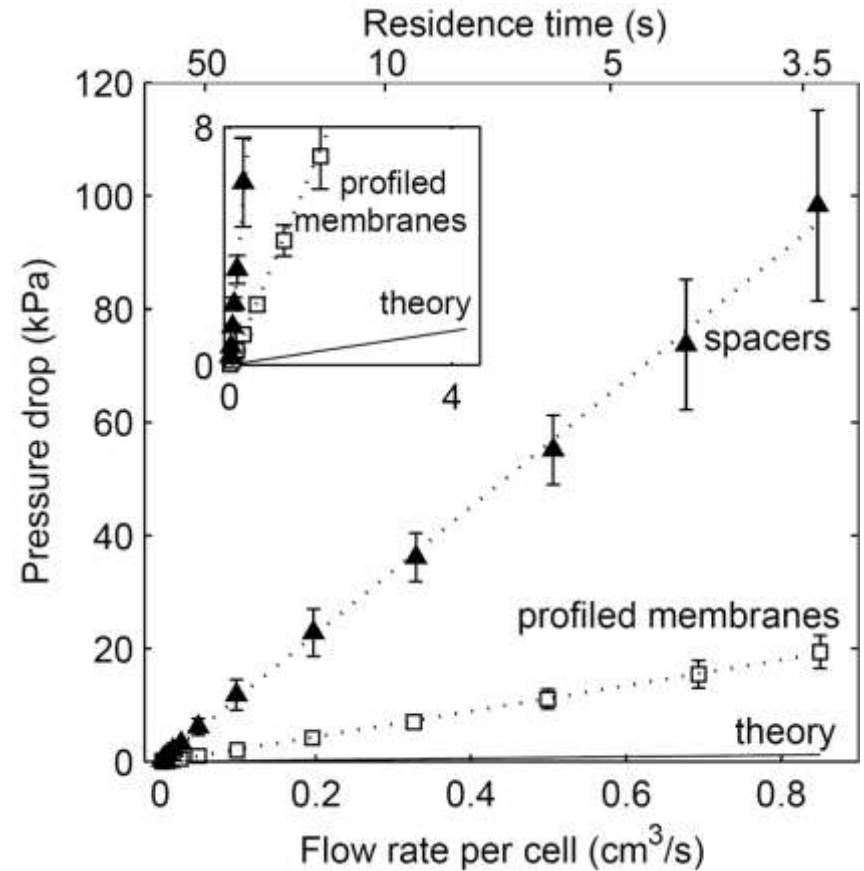 Residence time (s)
50 10 5 3.5
120
100
80
60
40
20
0
Pressure drop (kPa)
8
0
0 4
profiled
membranes
theory
spacers
profiled membranes
theory
0 0.2 0.4 0.6 0.8
Flow rate per cell (cm³/s)